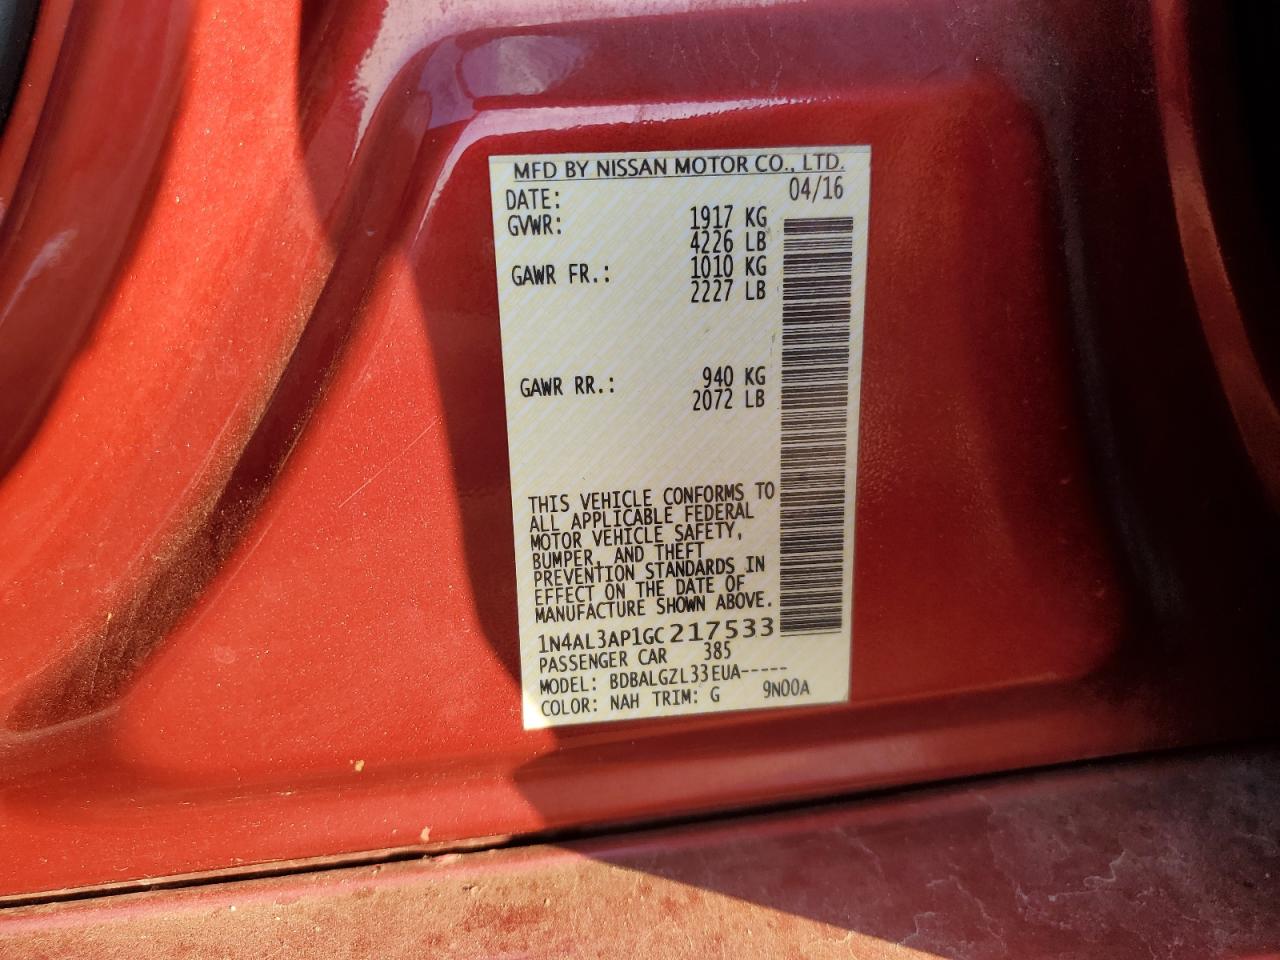 MFD BY NISSAN MOTOR CO., LTD.
DATE: 04/16
GVWR: 1917 KG
4226 LB
GAWR FR.: 1010 KG
2227 LB
GAWR RR.: 940 KG
2072 LB
THIS VEHICLE CONFORMS TO
ALL APPLICABLE FEDERAL
MOTOR VEHICLE SAFETY,
BUMPER, AND THEFT
PREVENTION STANDARDS IN
EFFECT ON THE DATE OF
MANUFACTURE SHOWN ABOVE.
1N4AL3AP1GC217533
PASSENGER CAR 385
MODEL: BDBALGZL33EUA-----
COLOR: NAH TRIM: G 9N00A